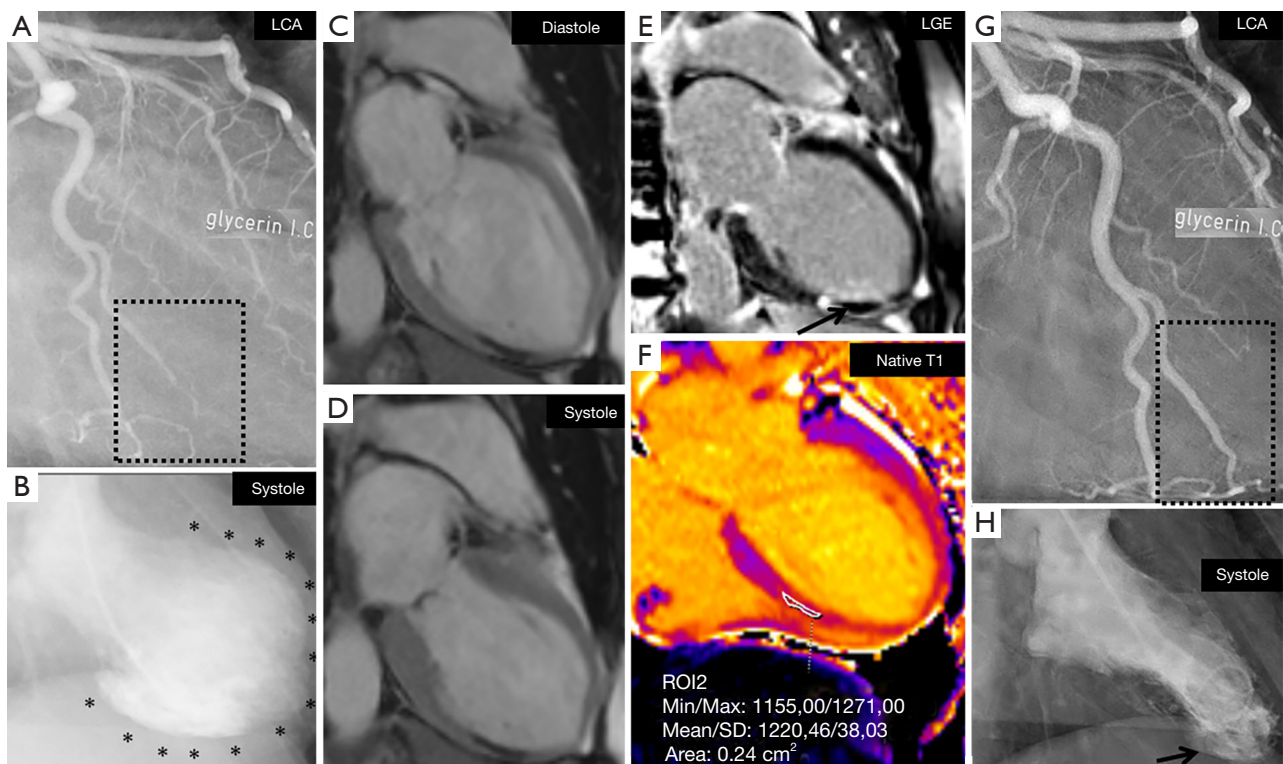 A
LCA
glycerin I.C
B
Systole
* * * * * * * * * * * * * * *
C
Diastole
D
Systole
E
LGE
F
Native T1
ROI2
Min/Max: 1155,00/1271,00
Mean/SD: 1220,46/38,03
Area: 0.24 cm²
G
LCA
glycerin I.C
H
Systole